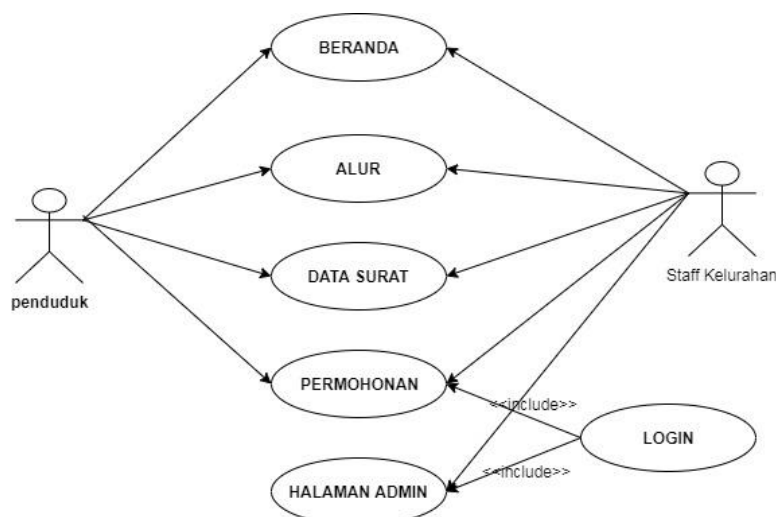 BERANDA
ALUR
DATA SURAT
penduduk
Staff Kelurahan
PERMOHONAN
<<include>>
LOGIN
<<include>>
HALAMAN ADMIN